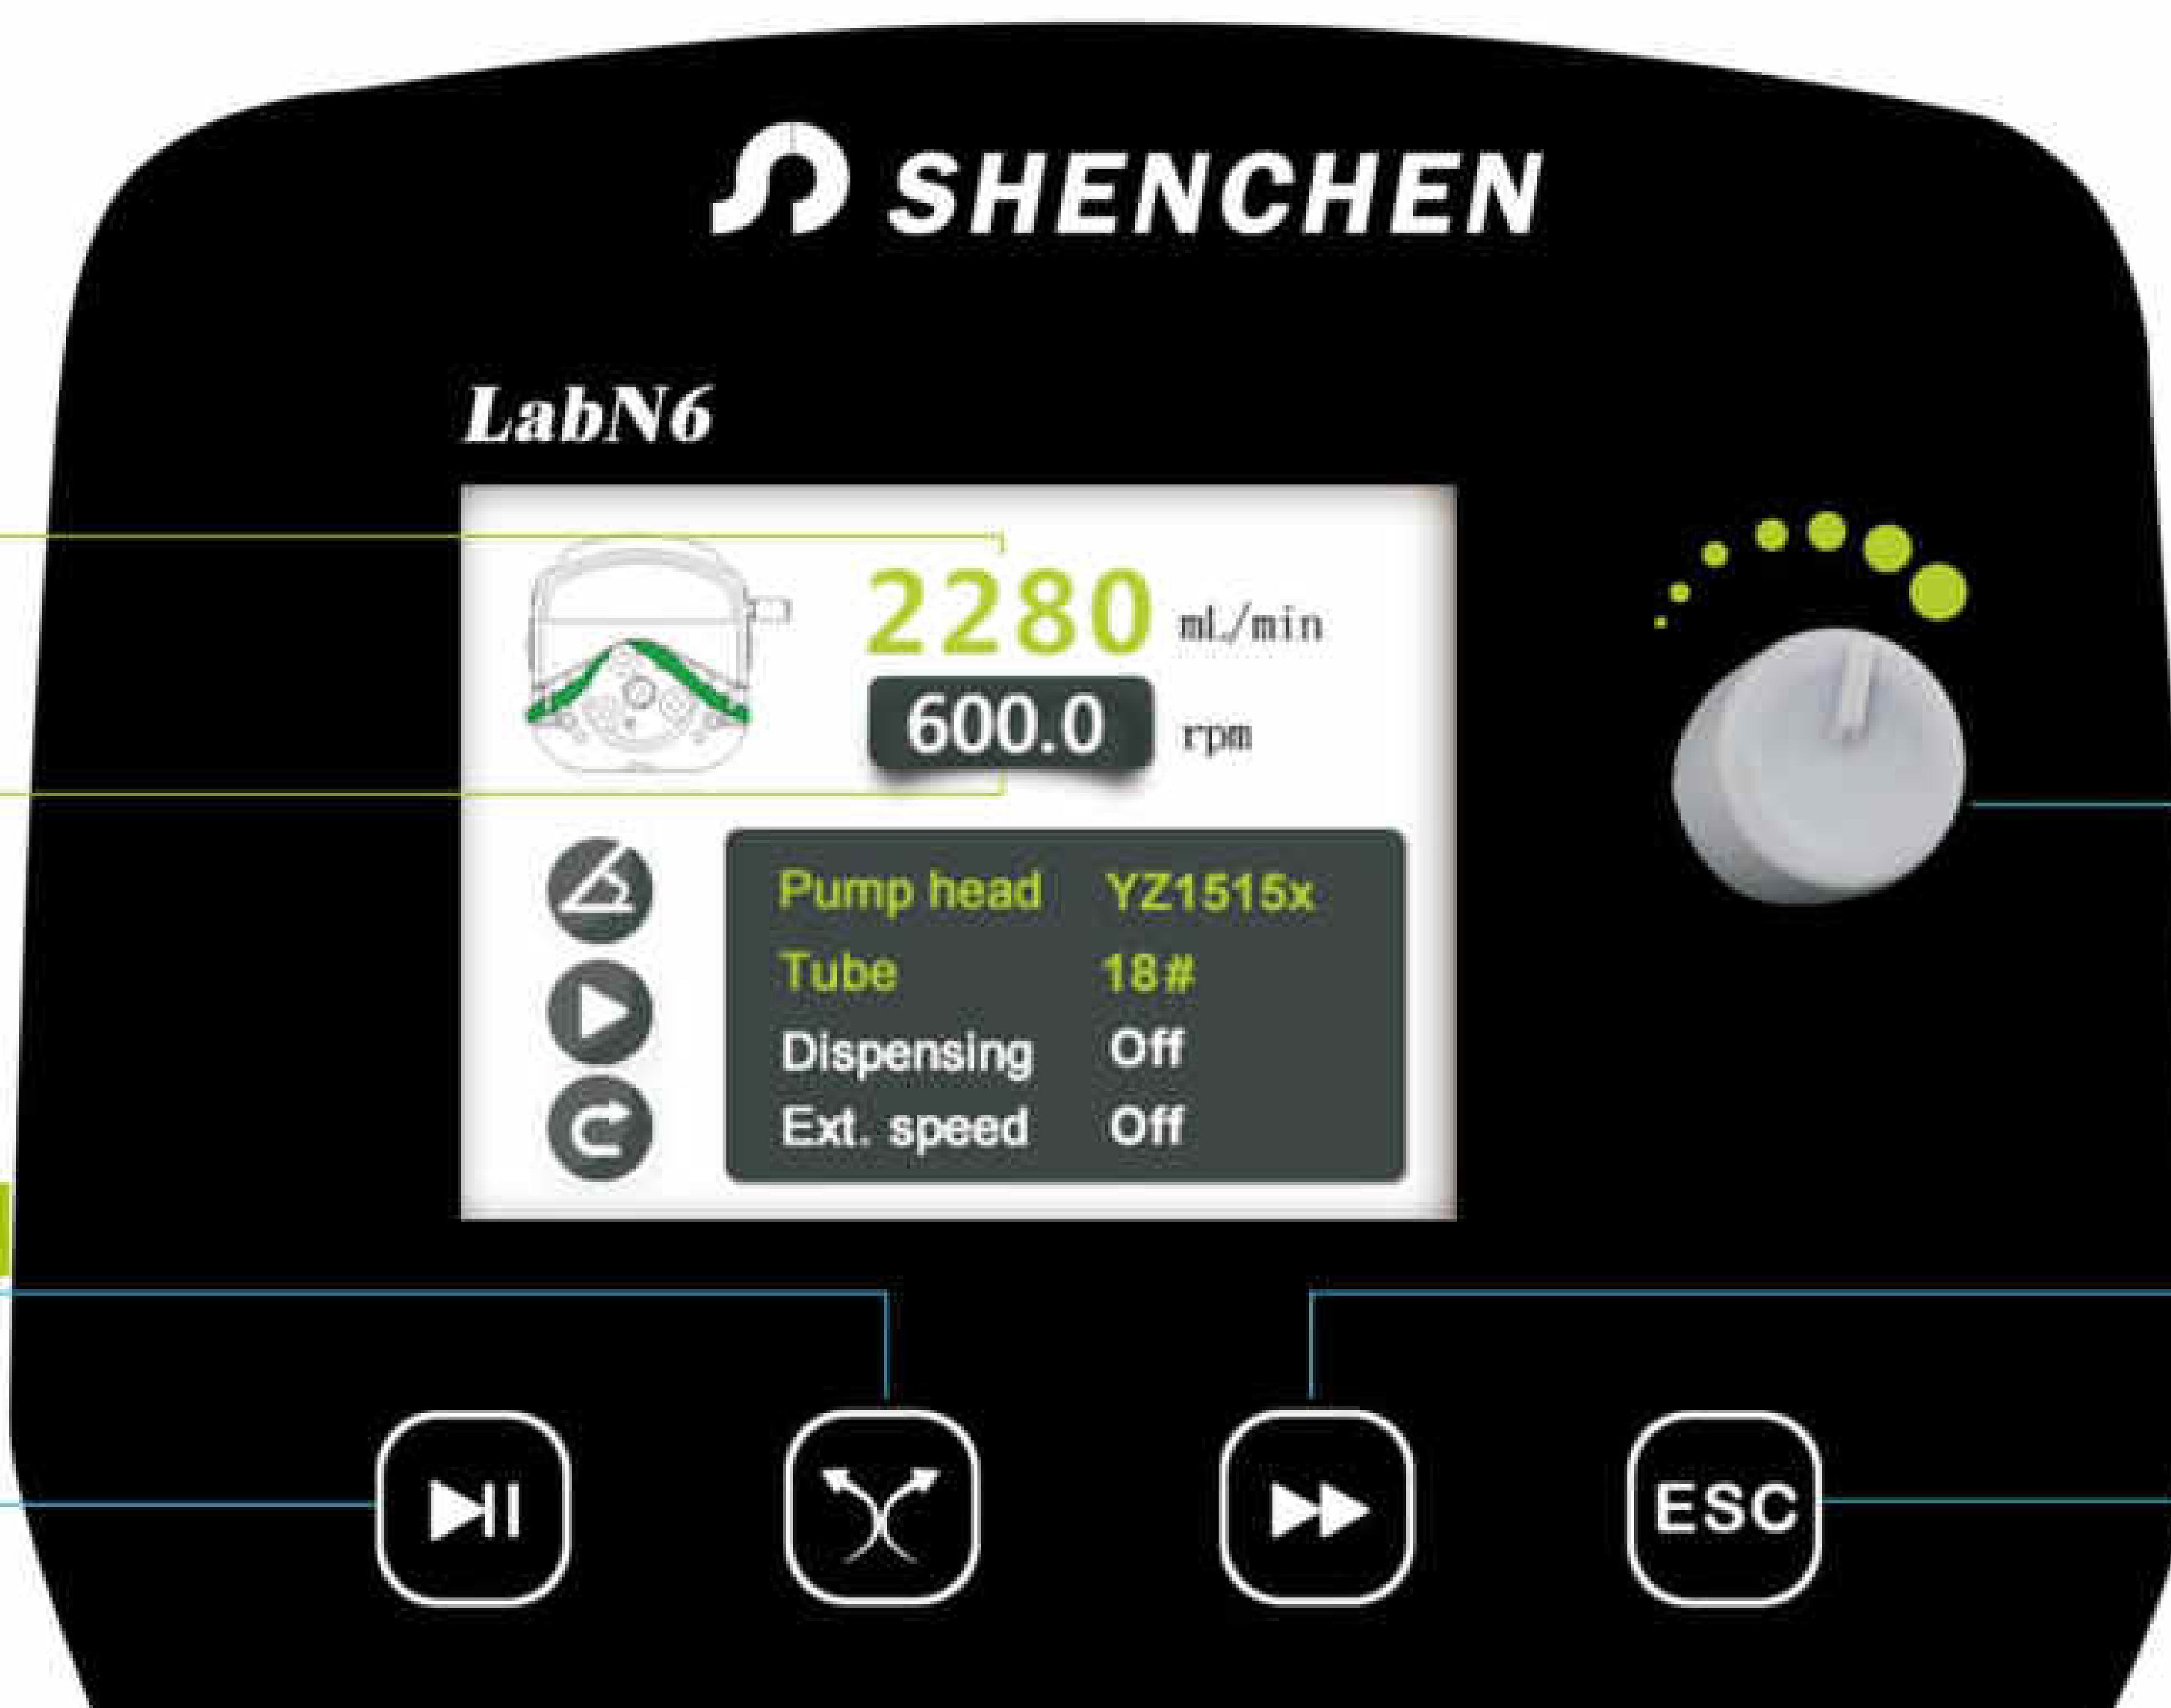 SHENCHEN
LabN6
2280 mL/min
600.0 rpm
Pump head YZ1515x
Tube 18#
Dispensing Off
Ext. speed Off
ESC